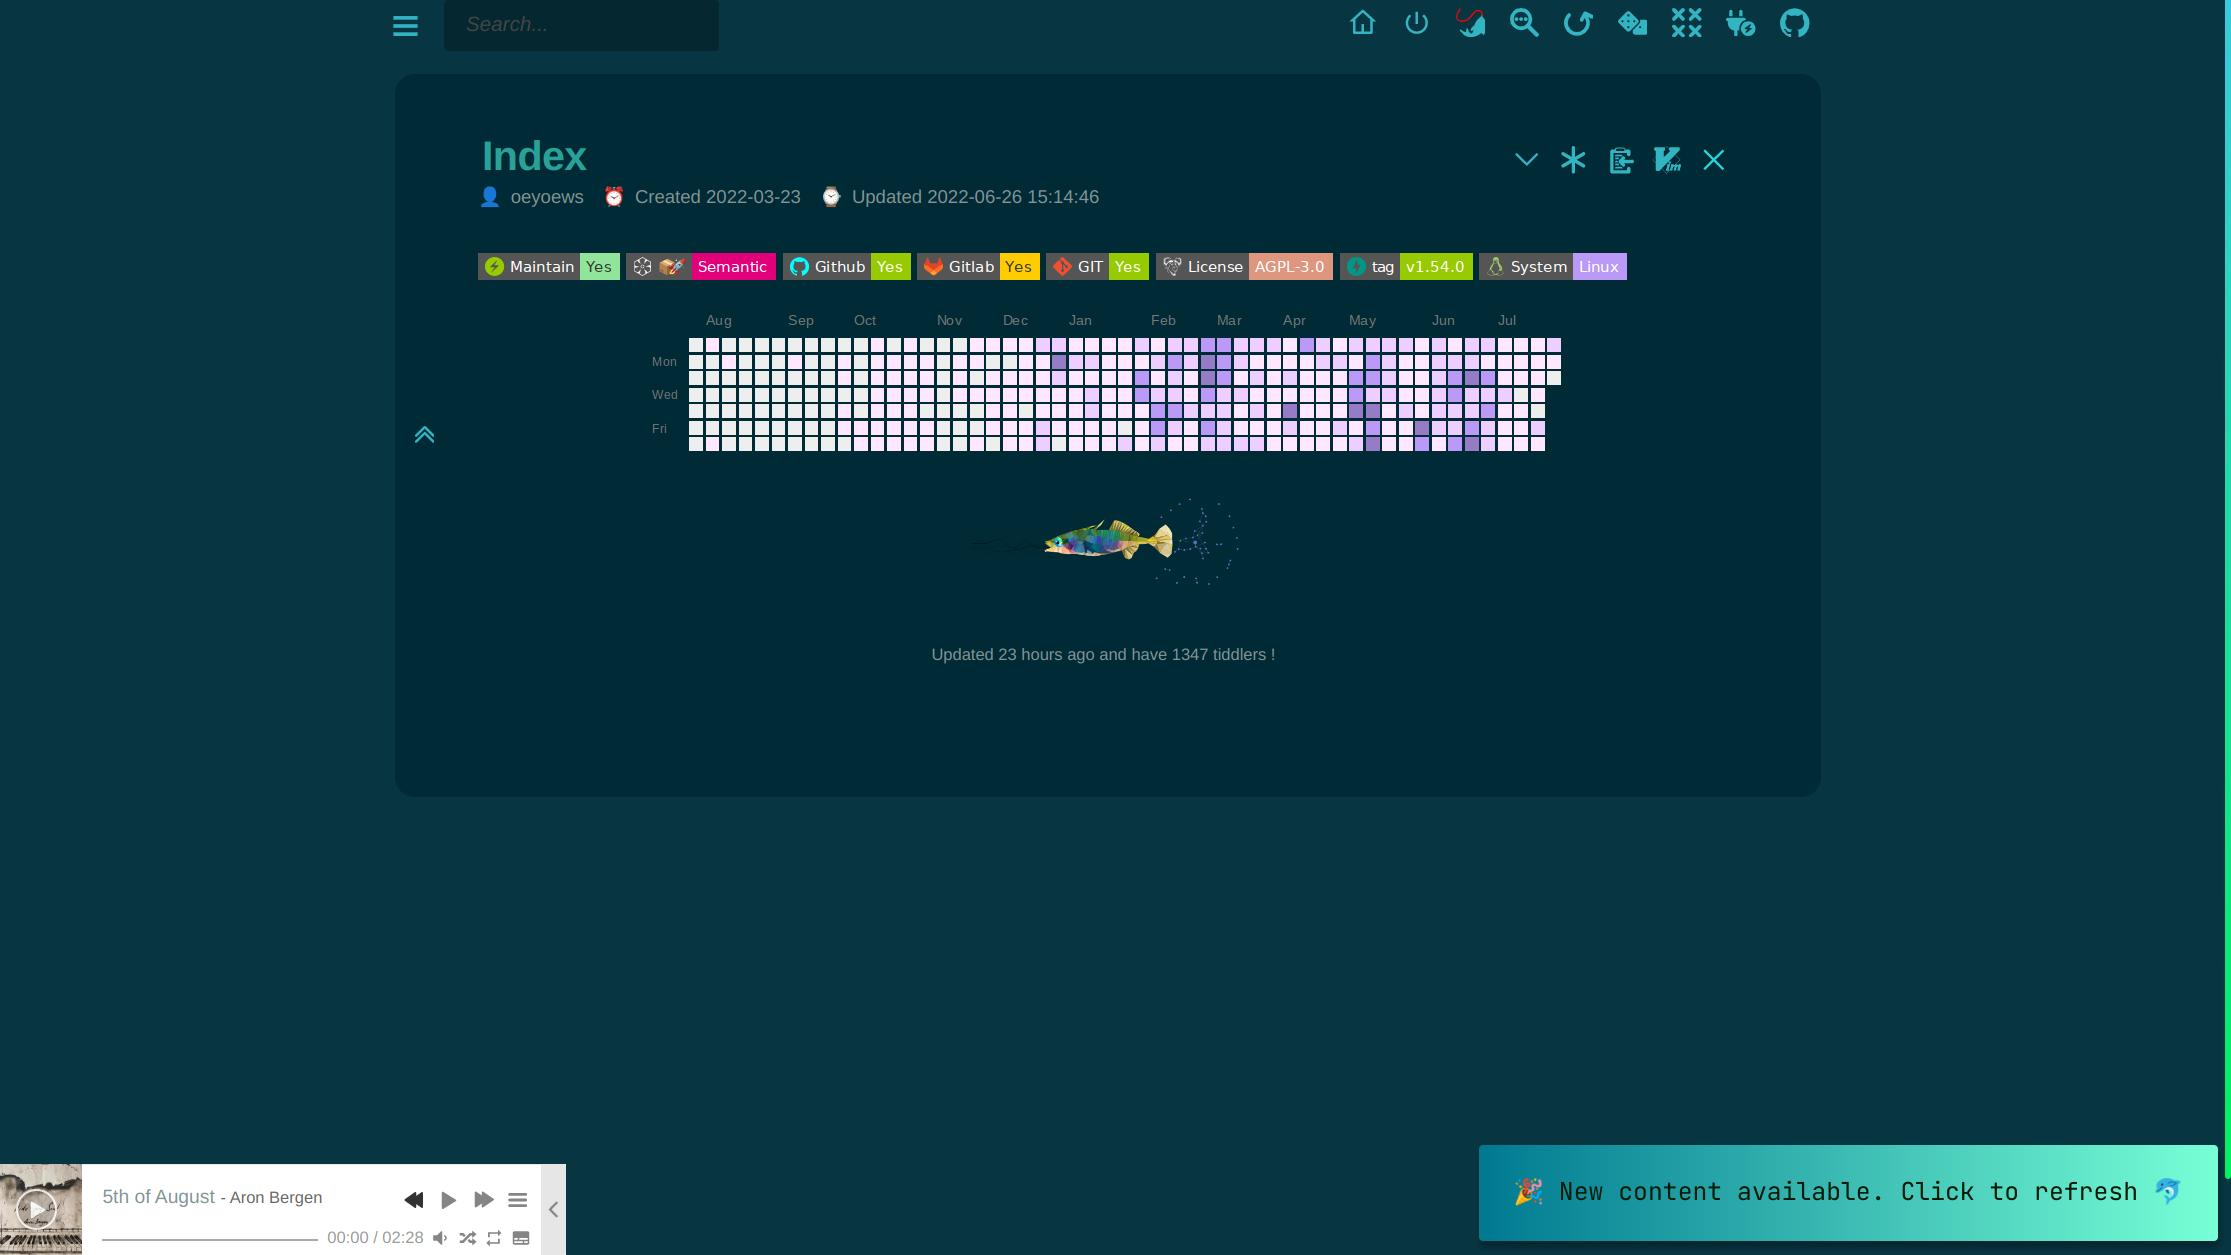 Search...
Index
oeyoews Created 2022-03-23 Updated 2022-06-26 15:14:46
Maintain Yes Semantic Github Yes Gitlab Yes GIT Yes License AGPL-3.0 tag v1.54.0 System Linux
Aug Sep Oct Nov Dec Jan Feb Mar Apr May Jun Jul
Mon
Wed
Fri
Updated 23 hours ago and have 1347 tiddlers !
5th of August - Aron Bergen
00:00 / 02:28
New content available. Click to refresh